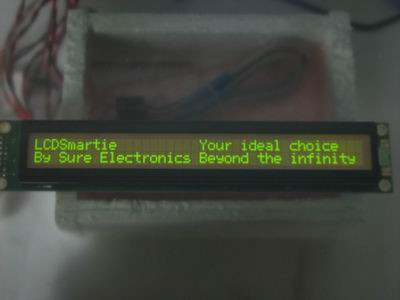 LCDSmartie Your ideal choice
By Sure Electronics Beyond the infinity